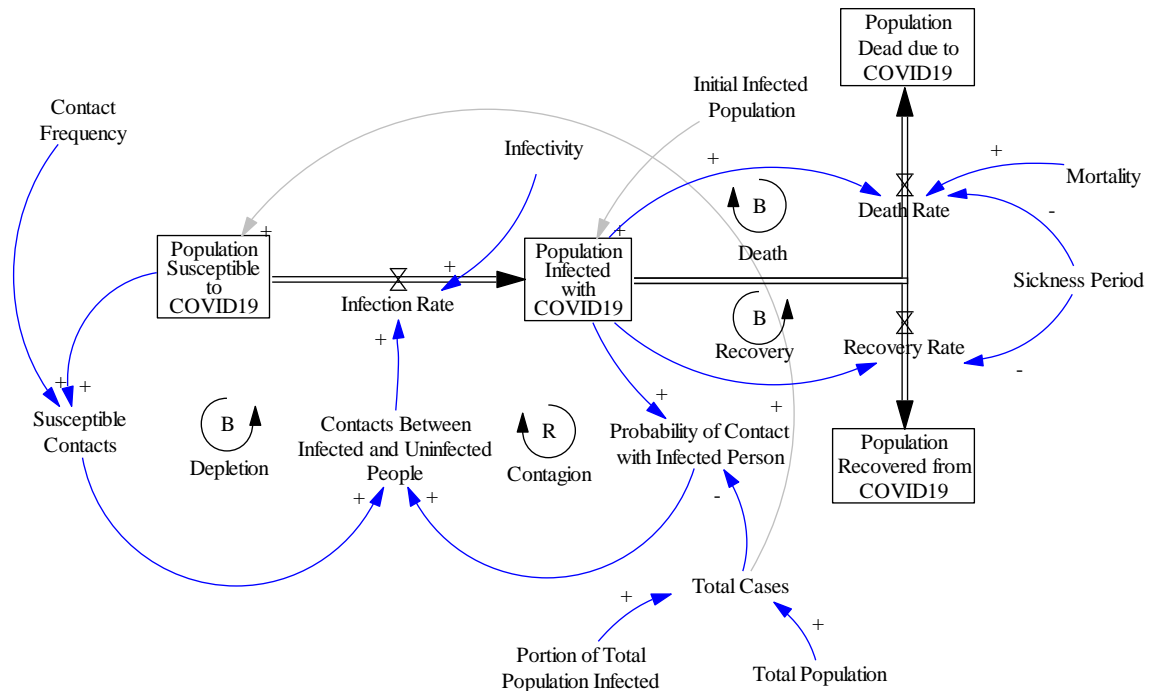 Population
Dead due to
COVID19
Contact
Frequency
Initial Infected
Population
Infectivity
+
+
Mortality
Death Rate
-
B
Death
Population
Susceptible
to
COVID19
+
+
Infection Rate
Population
Infected
with
COVID19
+
Sickness Period
B
Recovery
Recovery Rate
-
+
+
+
Susceptible
Contacts
B
Depletion
Contacts Between
Infected and Uninfected
People
+
+
R
Contagion
+
+
Probability of Contact
with Infected Person
-
Population
Recovered from
COVID19
Total Cases
+
+
Portion of Total
Population Infected
Total Population